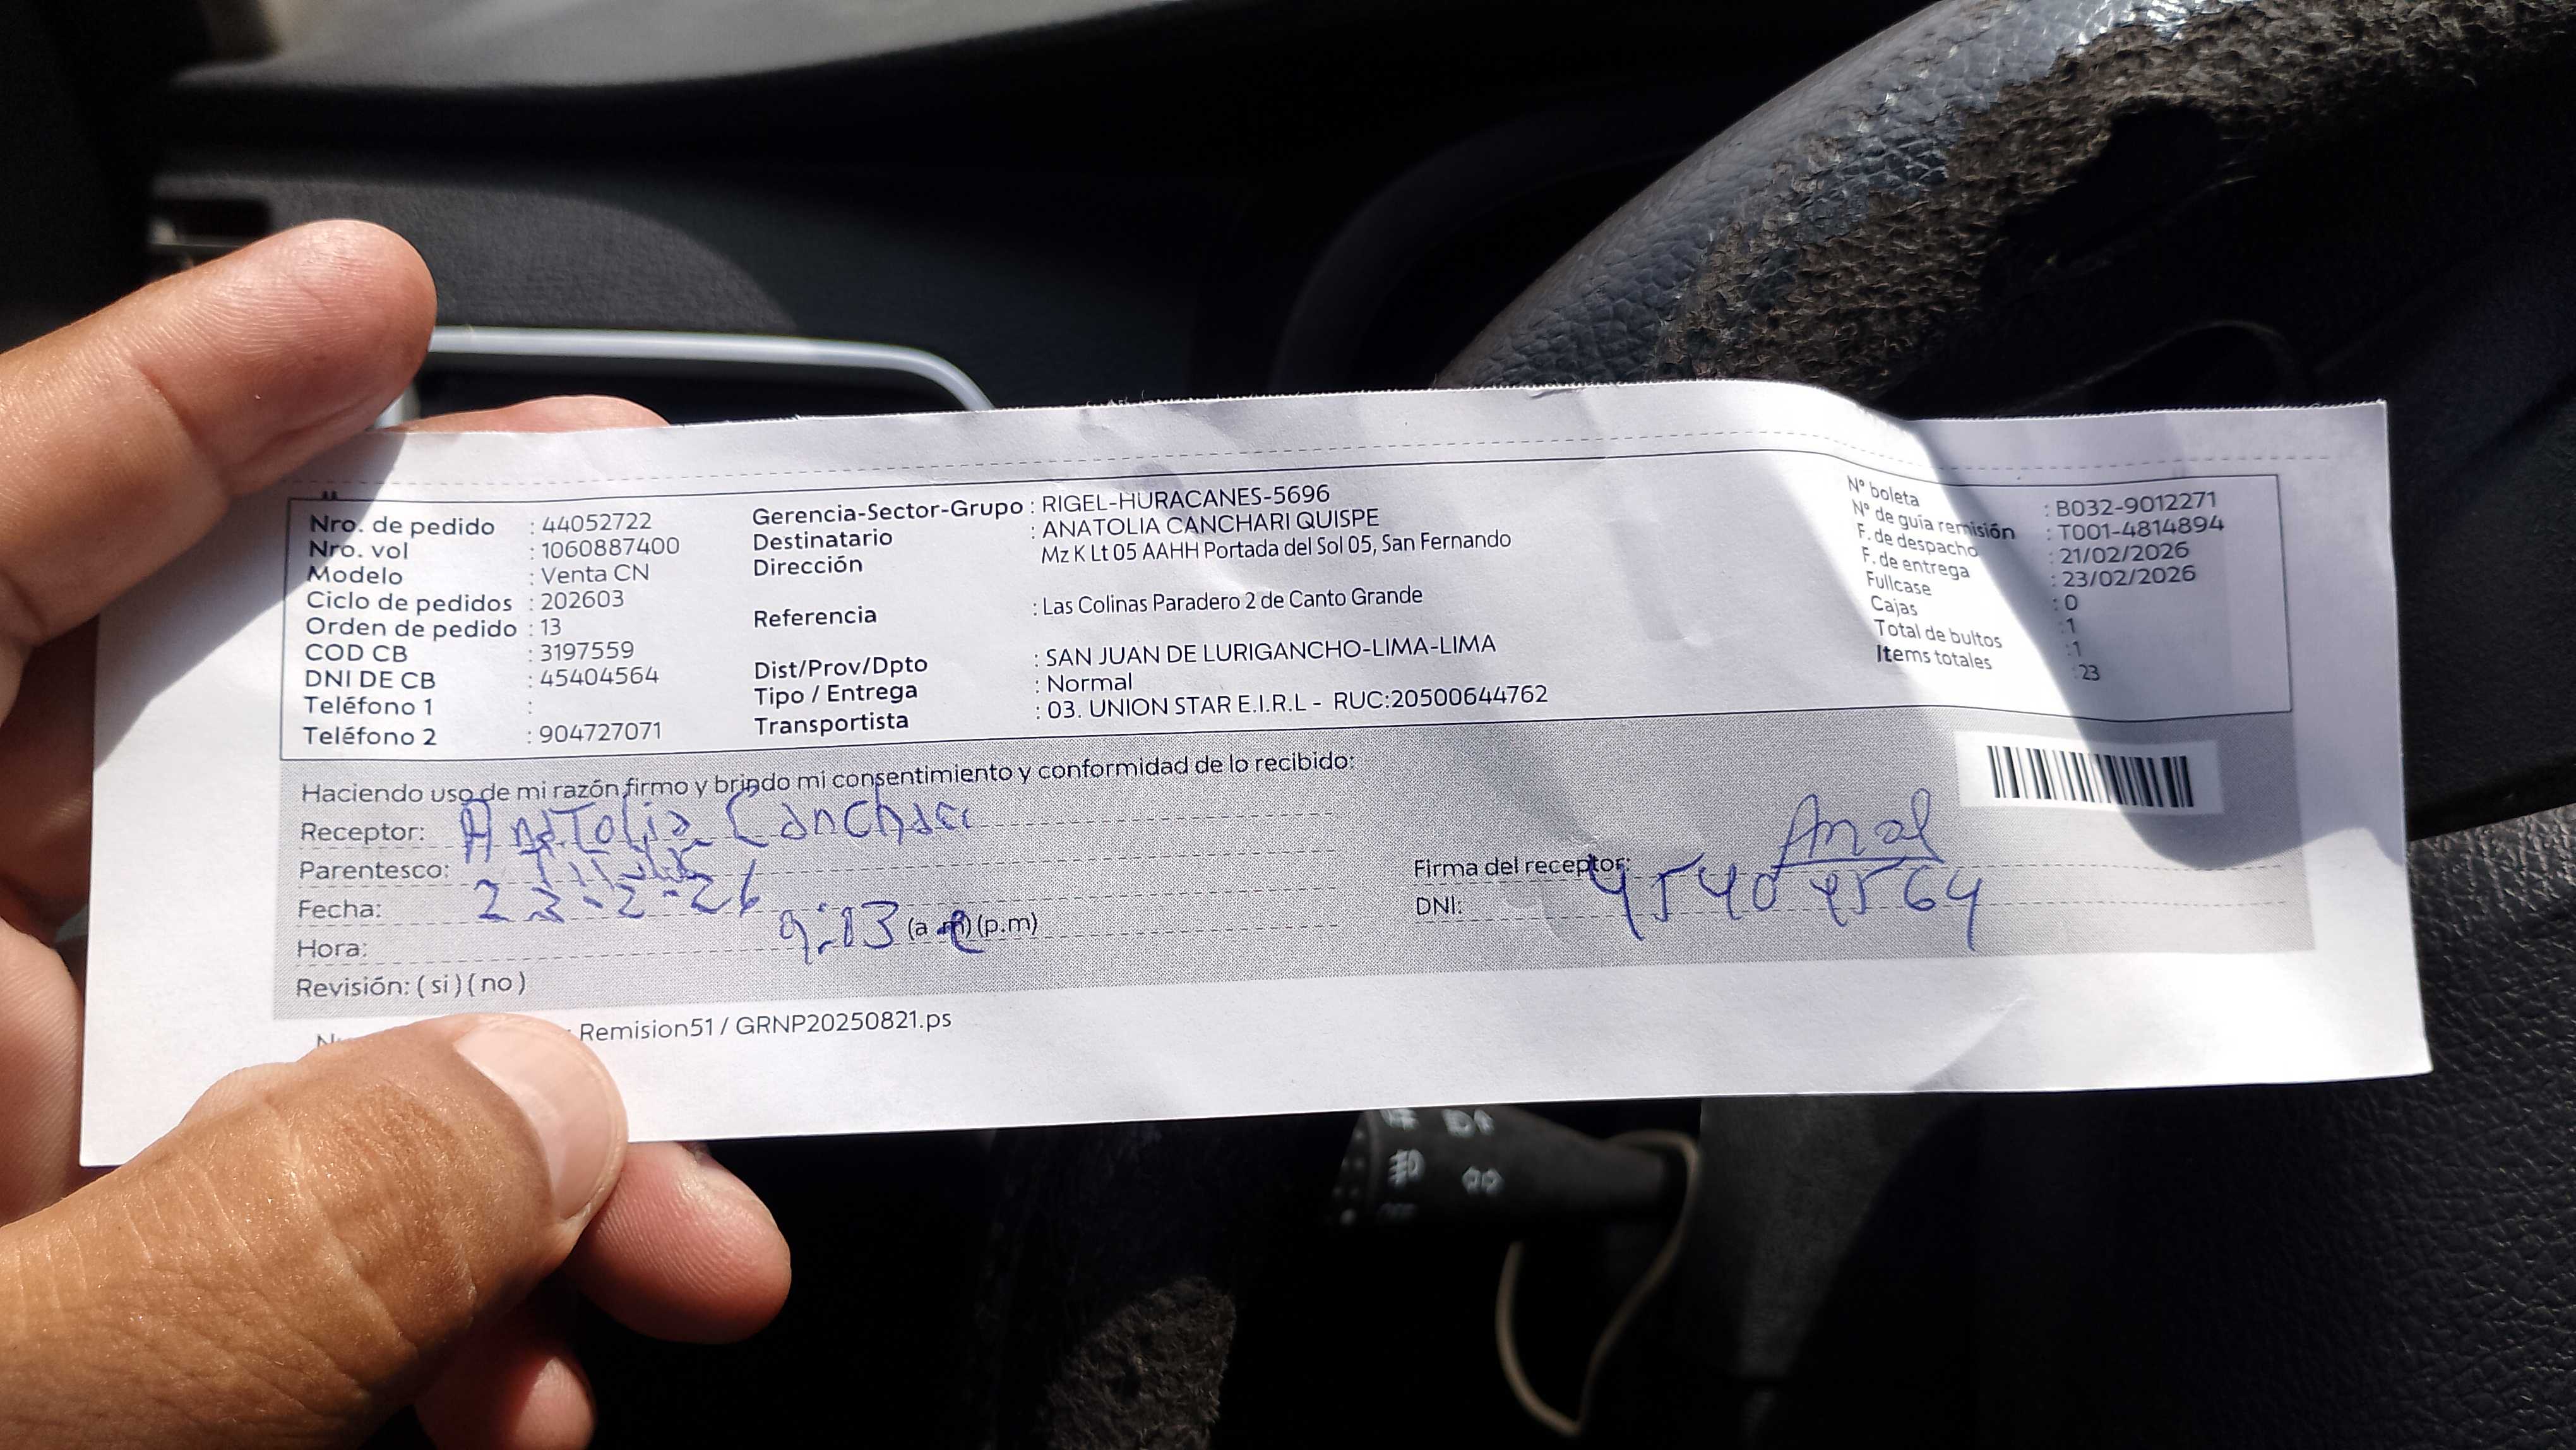 Nro. de pedido : 44052722
Nro. vol : 1060887400
Modelo : Venta CN
Ciclo de pedidos : 202603
Orden de pedido : 13
COD CB : 3197559
DNI DE CB : 45404564
Teléfono 1 :
Teléfono 2 : 904727071
Gerencia-Sector-Grupo : RIGEL-HURACANES-5696
Destinatario : ANATOLIA CANCHARI QUISPE
Dirección Mz K Lt 05 AAHH Portada del Sol 05, San Fernando
Referencia : Las Colinas Paradero 2 de Canto Grande
Dist/Prov/Dpto : SAN JUAN DE LURIGANCHO-LIMA-LIMA
Tipo / Entrega : Normal
Transportista : 03. UNION STAR E.I.R.L - RUC:20500644762
N° boleta : B032-9012271
N° de guía remisión : T001-4814894
F. de despacho : 21/02/2026
F. de entrega : 23/02/2026
Fullcase : 0
Cajas : 1
Total de bultos : 1
Items totales : 23
Haciendo uso de mi razón firmo y brindo mi consentimiento y conformidad de lo recibido:
Receptor: Anatolia Canchari
Parentesco: Titular
Fecha: 23-2-26
Hora: 9:13 (a.m) (p.m)
Revisión: ( si ) ( no )
Firma del receptor: Anal
DNI: 45404564
: Remision51 / GRNP20250821.ps